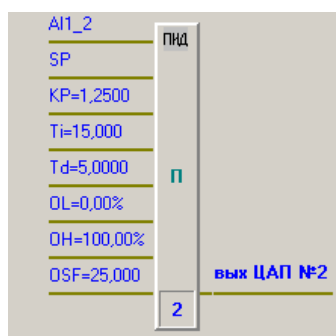 AI1_2
ПИД
SP
KP=1,2500
Ti=15,000
Td=5,0000
П
OL=0,00%
OH=100,00%
OSF=25,000
вых ЦАП №2
2